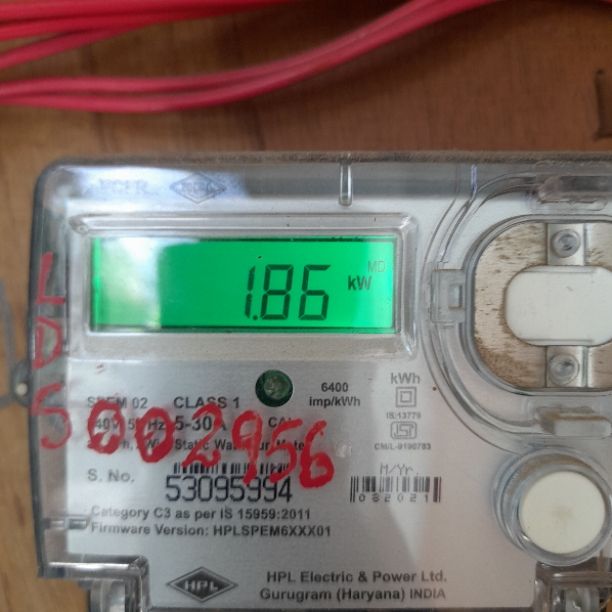 1.86 kW MD
SPEM 02 CLASS 1 6400 imp/kWh kWh
IS:13779
5-30A
CM/L-9190783
LDS 002956
S. No. 53095994
M/Yr.
082021
Category C3 as per IS 15959:2011
Firmware Version: HPLSPEM6XXX01
HPL
HPL Electric & Power Ltd.
Gurugram (Haryana) INDIA